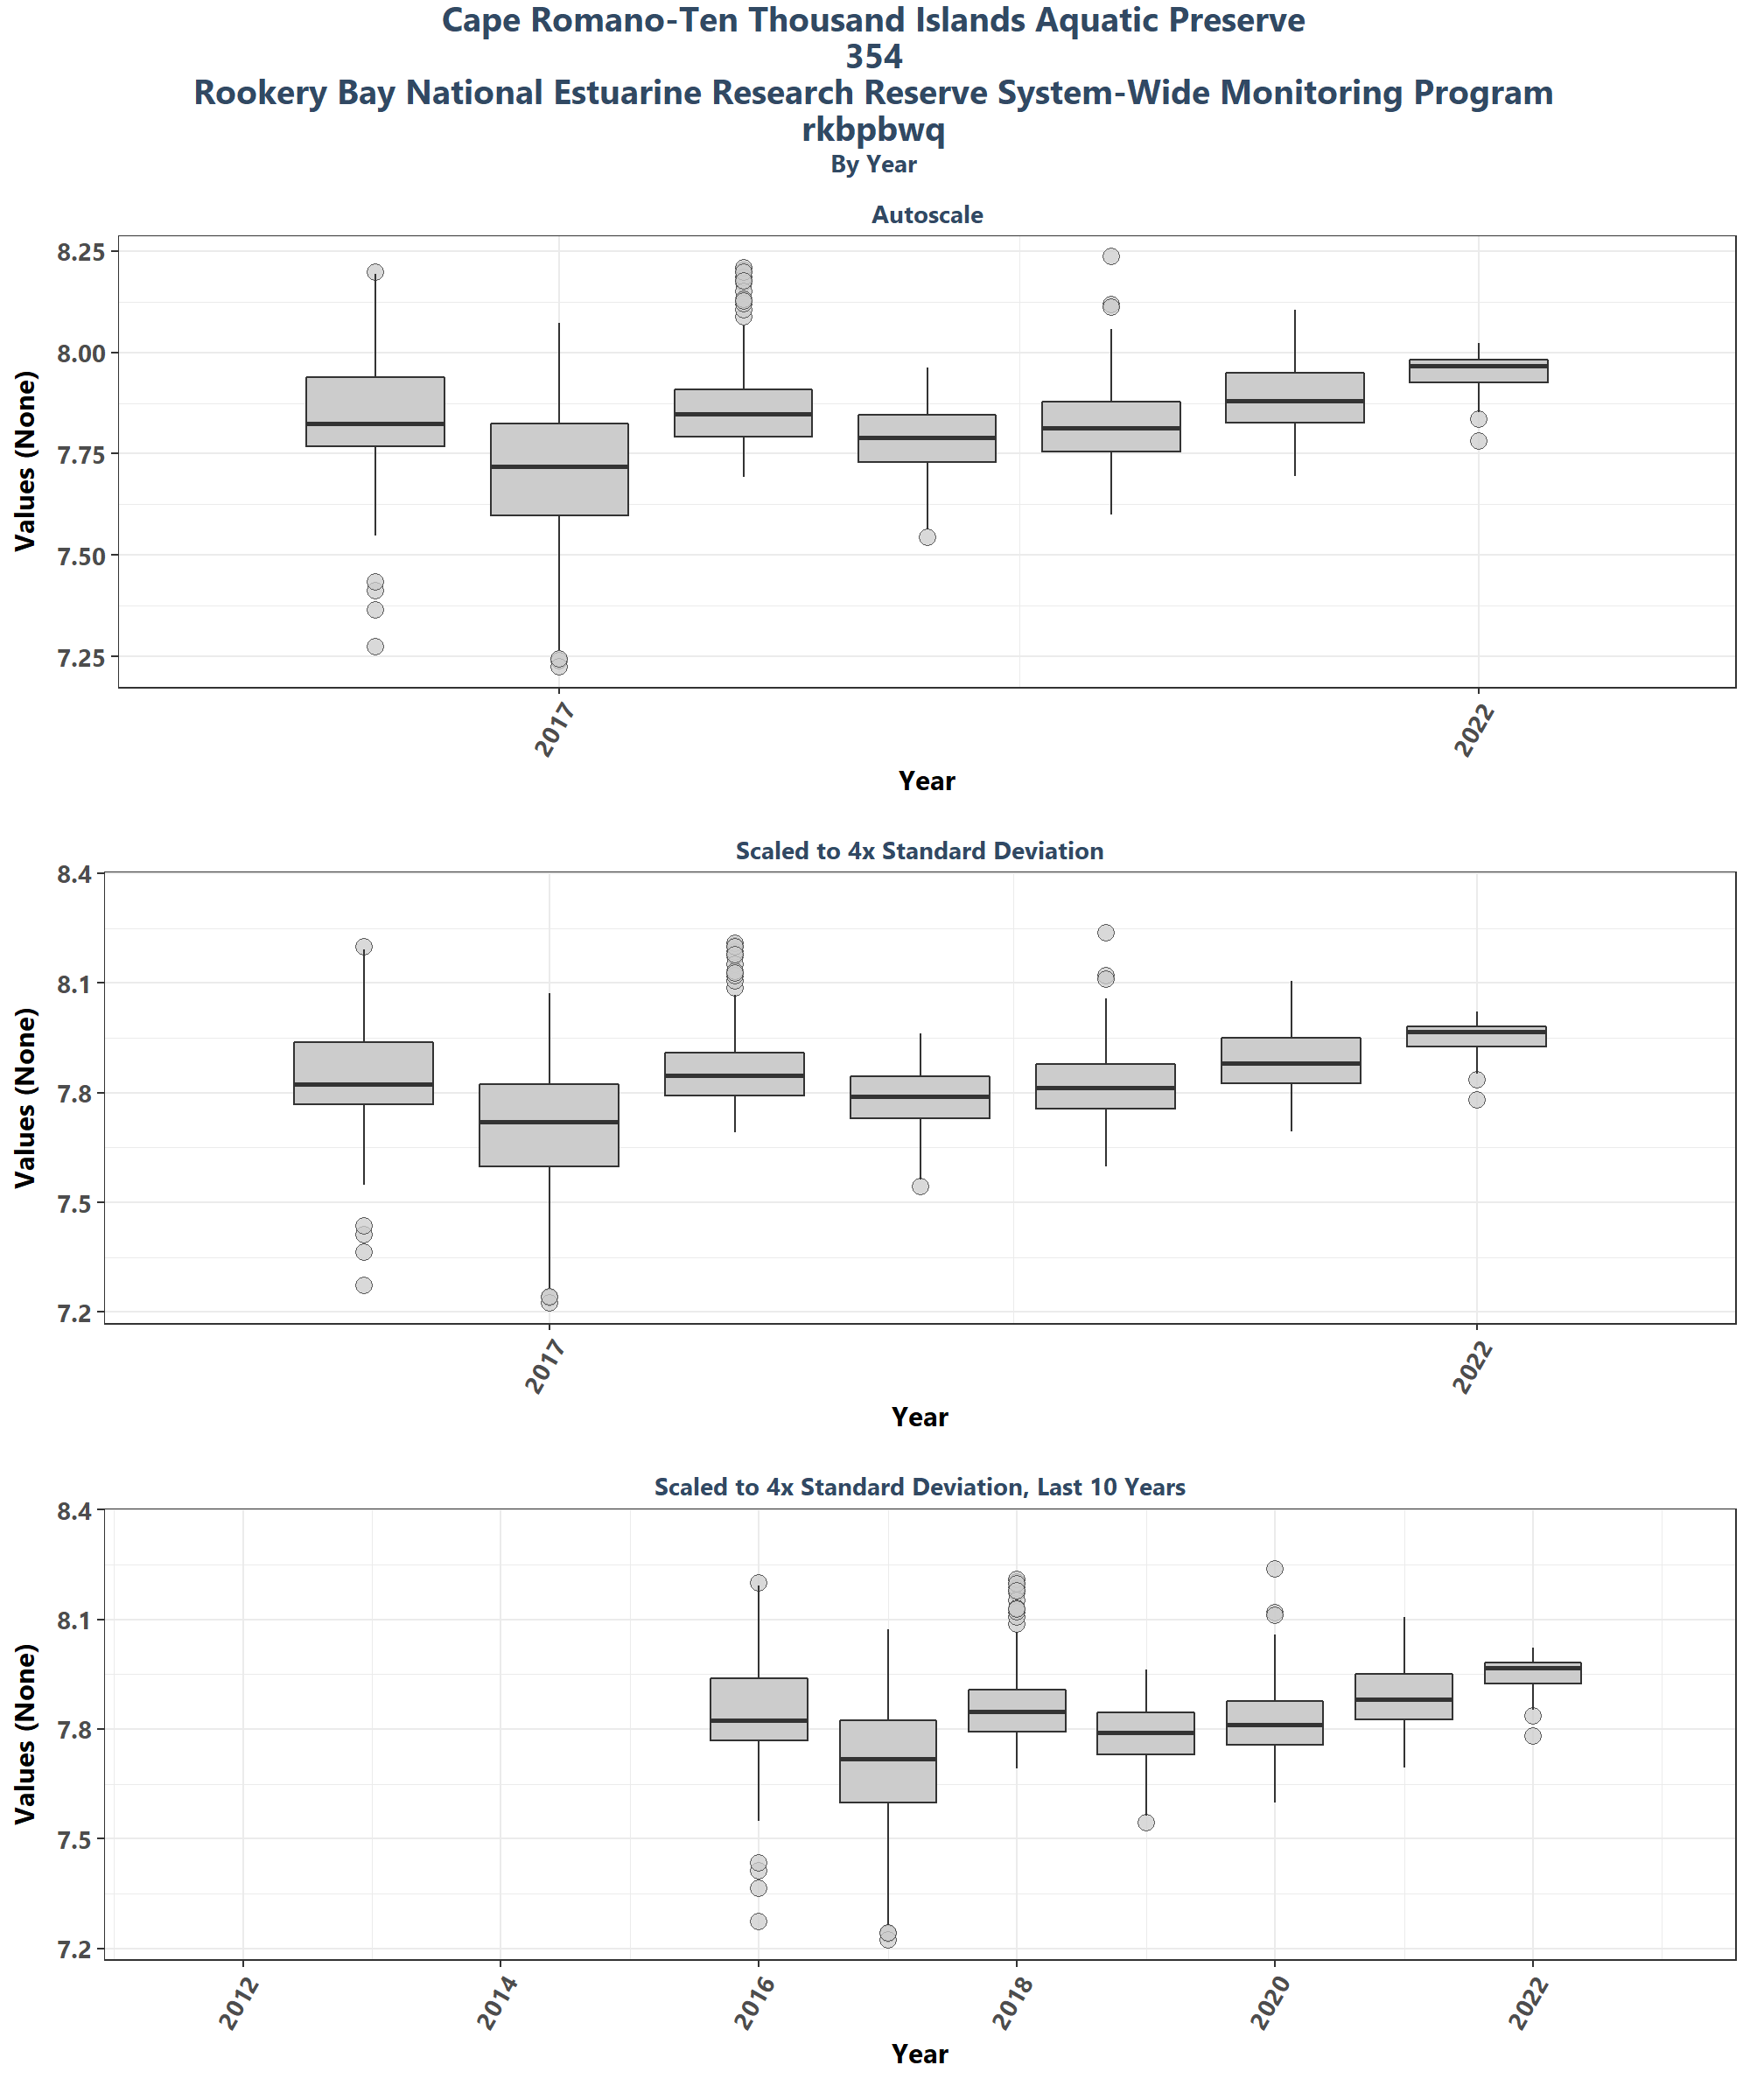 Cape Romano-Ten Thousand Islands Aquatic Preserve
354
Rookery Bay National Estuarine Research Reserve System-Wide Monitoring Program
rkbpbwq
By Year
Autoscale
8.25
8.00
7.75
7.50
7.25
Values (None)
2017
2022
Year
Scaled to 4x Standard Deviation
8.4
8.1
7.8
7.5
7.2
Values (None)
2017
2022
Year
Scaled to 4x Standard Deviation, Last 10 Years
8.4
8.1
7.8
7.5
7.2
Values (None)
2012
2014
2016
2018
2020
2022
Year